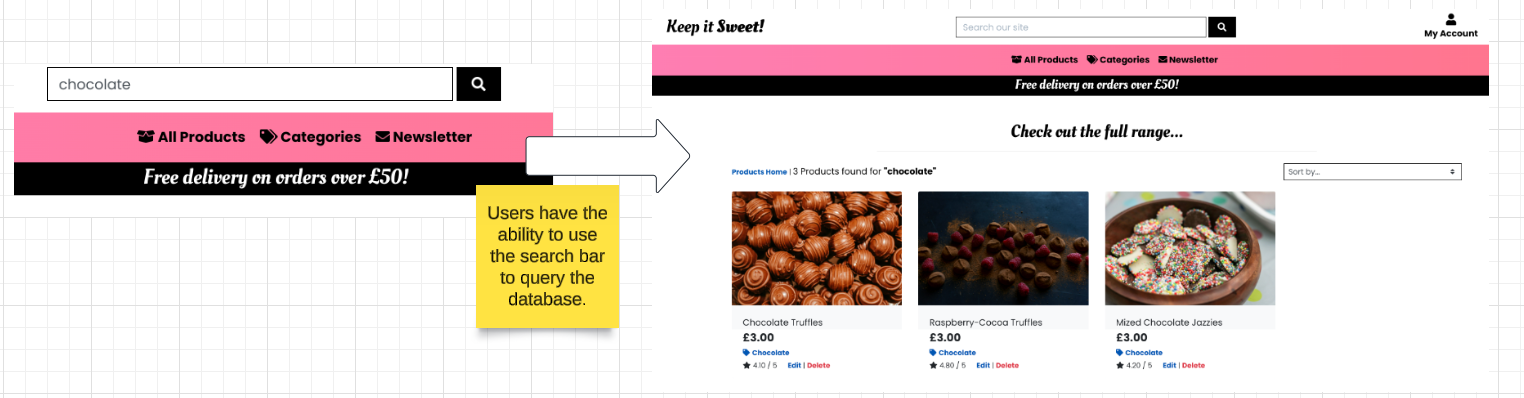 chocolate
All Products Categories Newsletter
Free delivery on orders over £50!
Users have the
ability to use
the search bar
to query the
database.
Keep it Sweet!
Search our site
My Account
All Products Categories Newsletter
Free delivery on orders over £50!
Check out the full range...
Products Home | 3 Products found for "chocolate"
Sort by...
Chocolate Truffles
£3.00
Chocolate
4.10 / 5 Edit | Delete
Raspberry-Cocoa Truffles
£3.00
Chocolate
4.80 / 5 Edit | Delete
Mized Chocolate Jazzies
£3.00
Chocolate
4.20 / 5 Edit | Delete